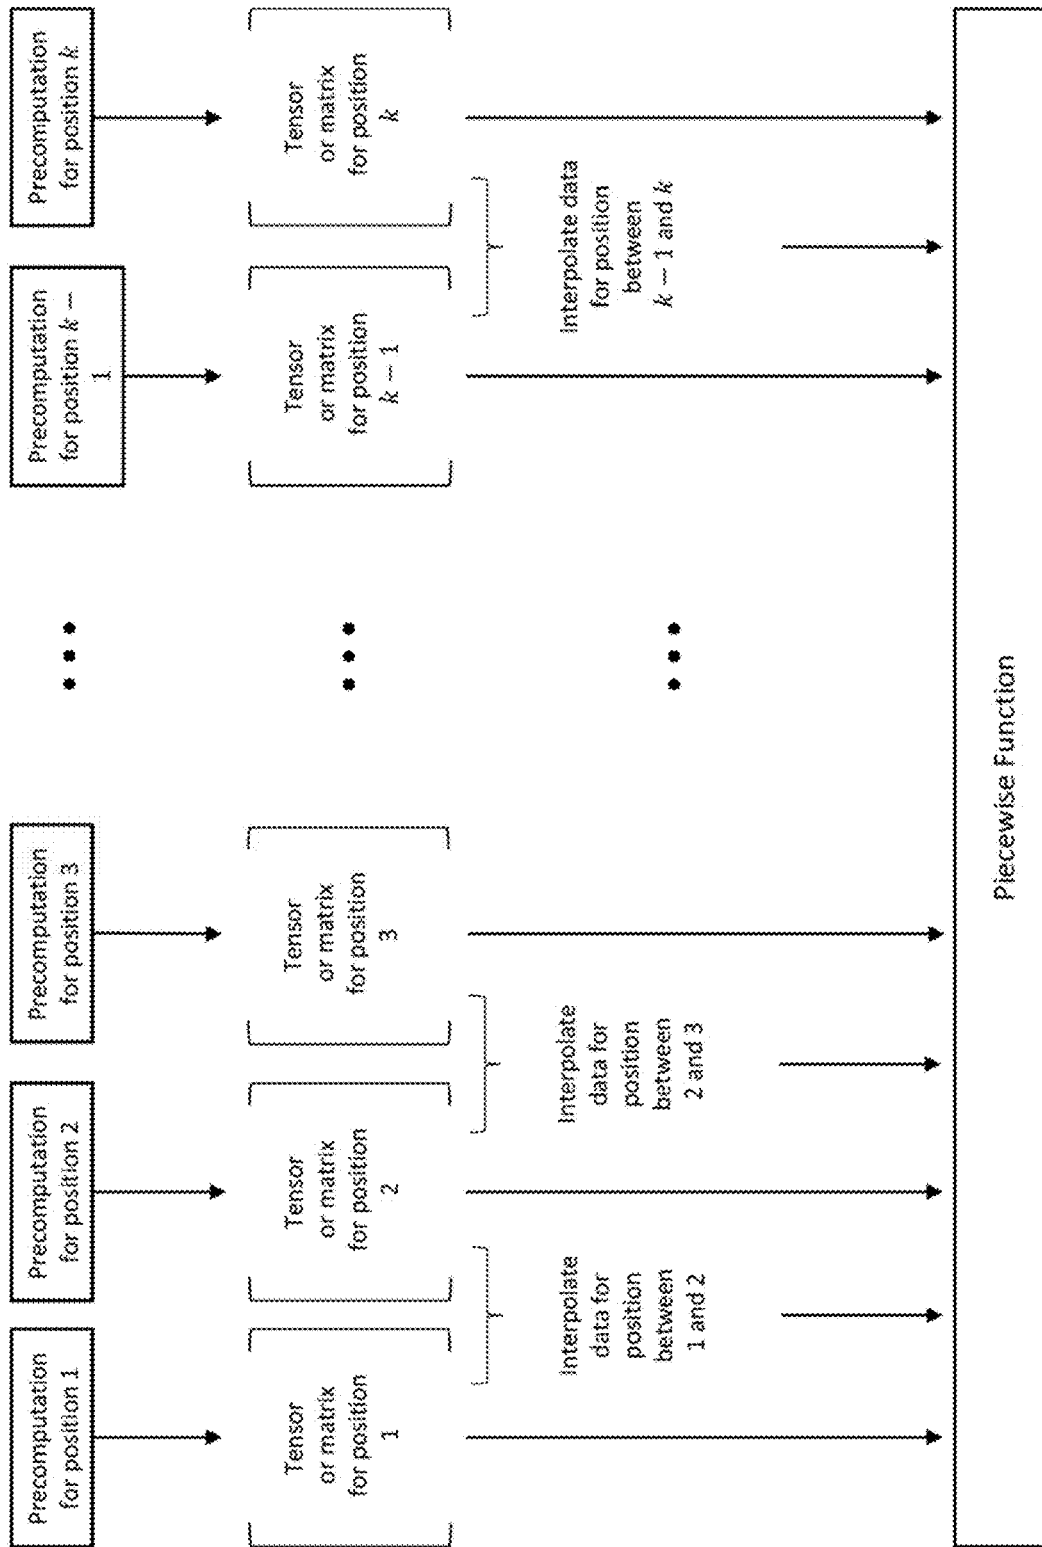 Precomputation
for position 1
Precomputation
for position 2
Precomputation
for position 3
Precomputation
for position k −
1
Precomputation
for position k
Tensor
or matrix
for position
1
Tensor
or matrix
for position
2
Tensor
or matrix
for position
3
Tensor
or matrix
for position
k − 1
Tensor
or matrix
for position
k
Interpolate
data for
position
between
1 and 2
Interpolate
data for
position
between
2 and 3
Interpolate data
for position
between
k − 1 and k
Piecewise Function